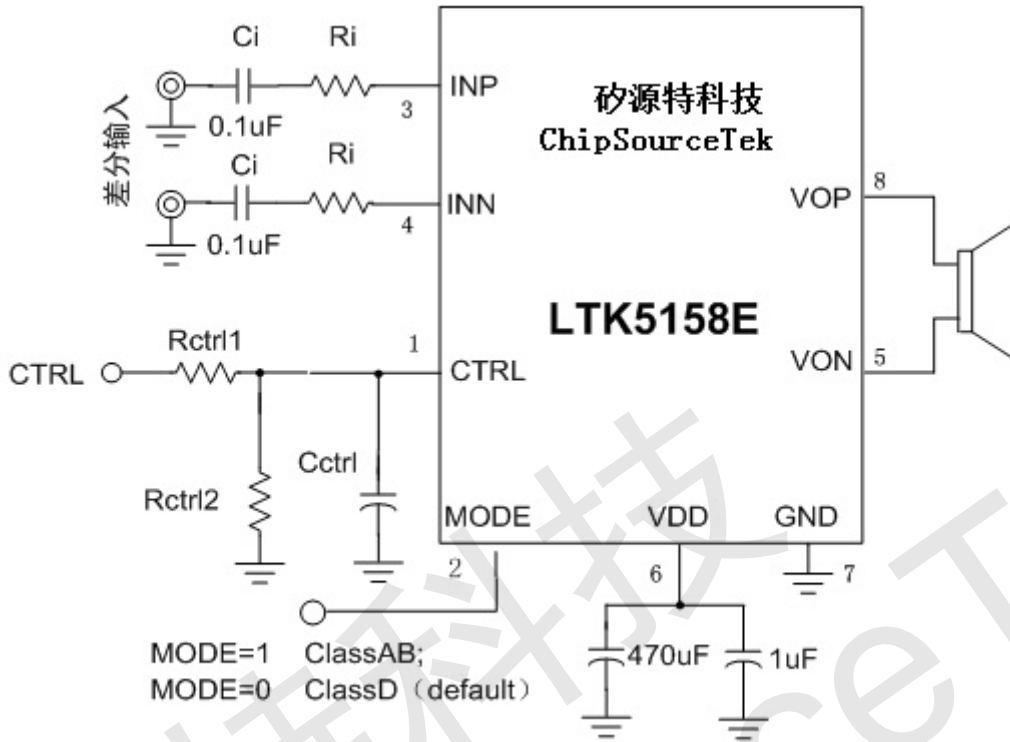 Ci Ri
3
INP
0.1uF
差分输入
Ci Ri
4
INN
0.1uF
矽源特科技
ChipSourceTek
VOP
8
LTK5158E
VON
5
CTRL
Rctrl1
1
CTRL
Rctrl2
Cctrl
MODE
VDD
GND
2
6
7
MODE=1 ClassAB;
MODE=0 ClassD（default）
470uF
1uF